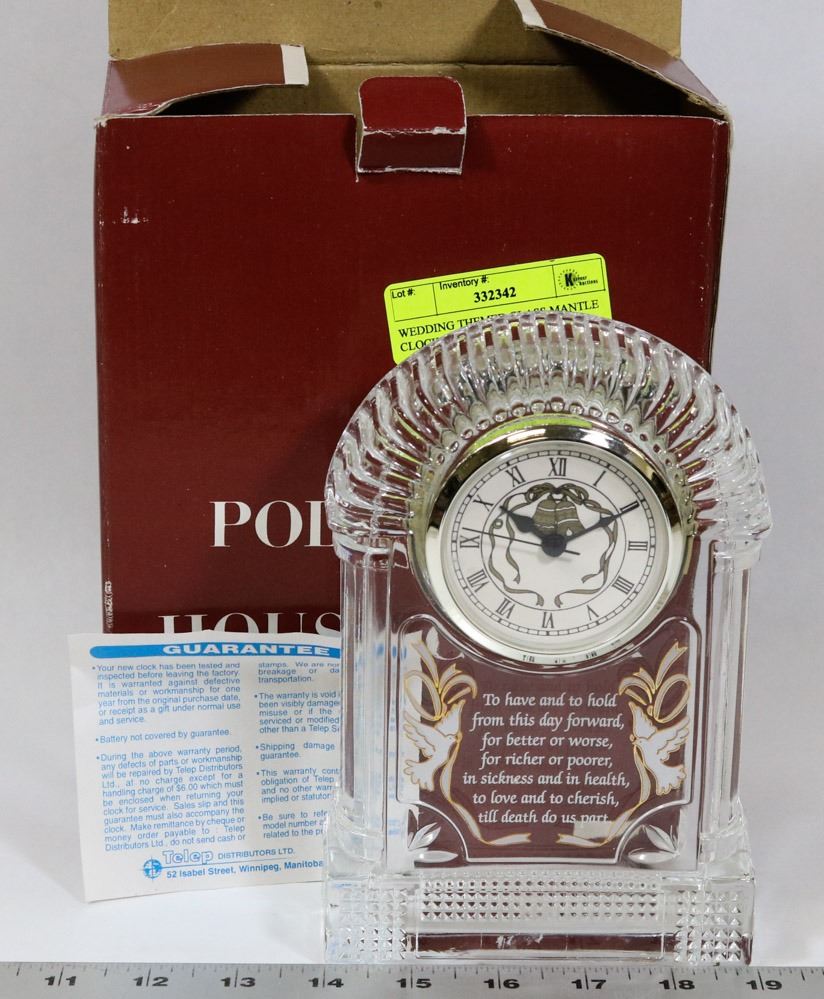 Lot #:
Inventory #:
332342
Kastner
Auctions
WEDDING THEMED GLASS MANTLE
CLOCK
XII
I
III
IIII
V
VI
VII
VIII
IX
X
XI
To have and to hold
from this day forward,
for better or worse,
for richer or poorer,
in sickness and in health,
to love and to cherish,
till death do us part.
GUARANTEE
•Your new clock has been tested and
inspected before leaving the factory.
It is warranted against defective
materials or workmanship for one
year from the original purchase date,
or receipt as a gift under normal use
and service.
•Battery not covered by guarantee.
•During the above warranty period,
any defects of parts or workmanship
will be repaired by Telep Distributors
Ltd., at no charge except for a
handling charge of $6.00 which must
be enclosed when returning your
clock for service. Sales slip and this
guarantee must also accompany the
clock. Make remittance by cheque or
money order payable to : Telep
Distributors Ltd., do not send cash or
stamps. We are
breakage or
transportation.
•The warranty is void
been visibly damage
misuse or if the
serviced or modified
other than a Telep
•Shipping damage
guarantee.
•This warranty
obligation of Telep
and no other
implied or
•Be sure to
model number
related to the
Telep DISTRIBUTORS LTD.
52 Isabel Street, Winnipeg, Manitoba
11 12 13 14 15 16 17 18 19